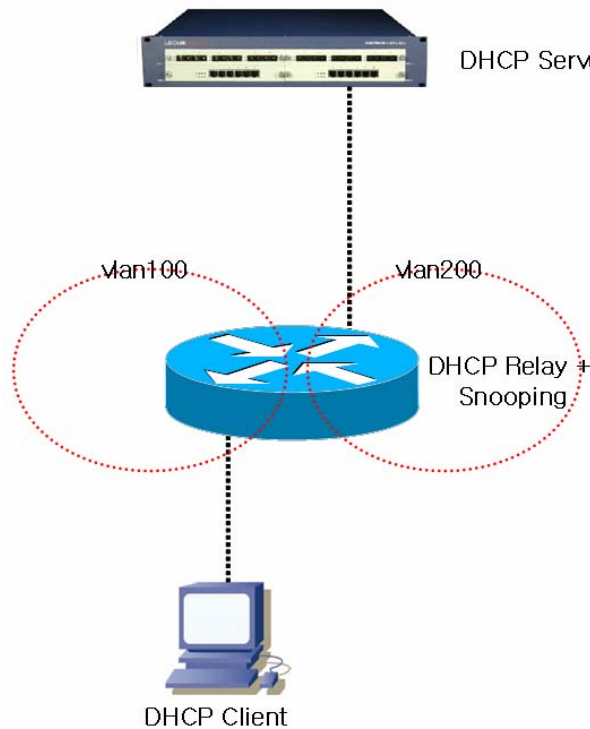 DHCP Serv
vlan100
vlan200
DHCP Relay +
Snooping
DHCP Client